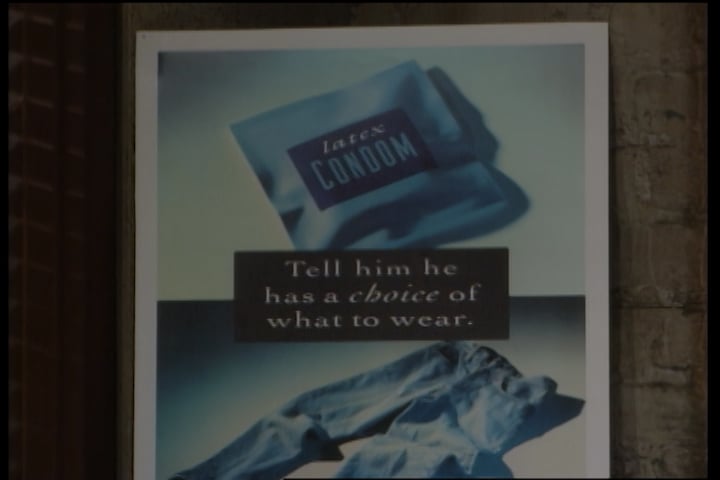 latex
CONDOM
Tell him he
has a choice of
what to wear.